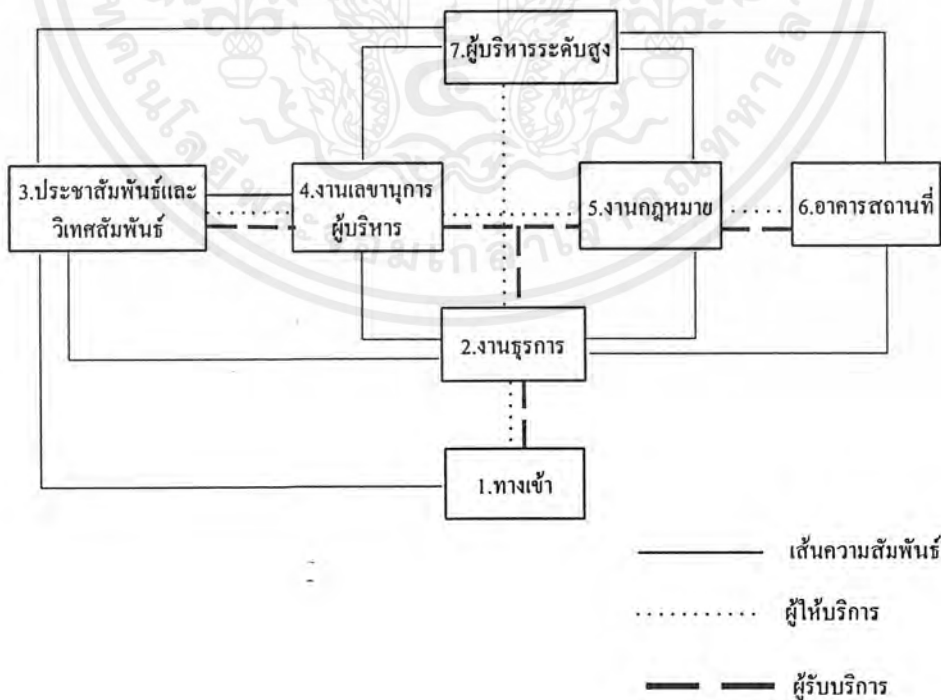 7.ผู้บริหารระดับสูง
3.ประชาสัมพันธ์และ
วิเทศสัมพันธ์
4.งานเลขานุการ
ผู้บริหาร
5.งานกฎหมาย
6.อาคารสถานที่
2.งานธุรการ
1.ทางเข้า
เส้นความสัมพันธ์
ผู้ให้บริการ
ผู้รับบริการ